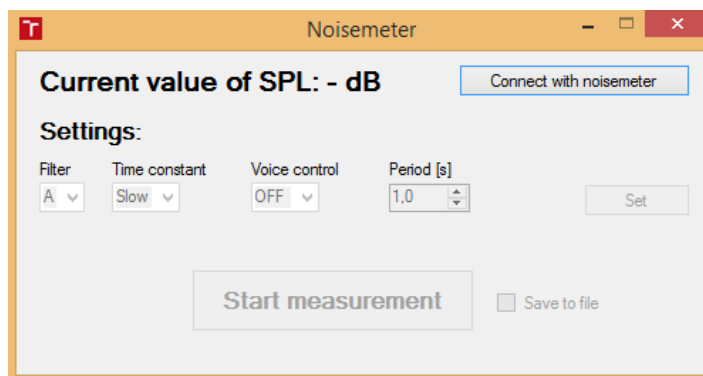 Noisemeter
Current value of SPL: - dB
Connect with noisemeter
Settings:
Filter Time constant Voice control Period [s]
A Slow OFF 1,0 Set
Start measurement Save to file